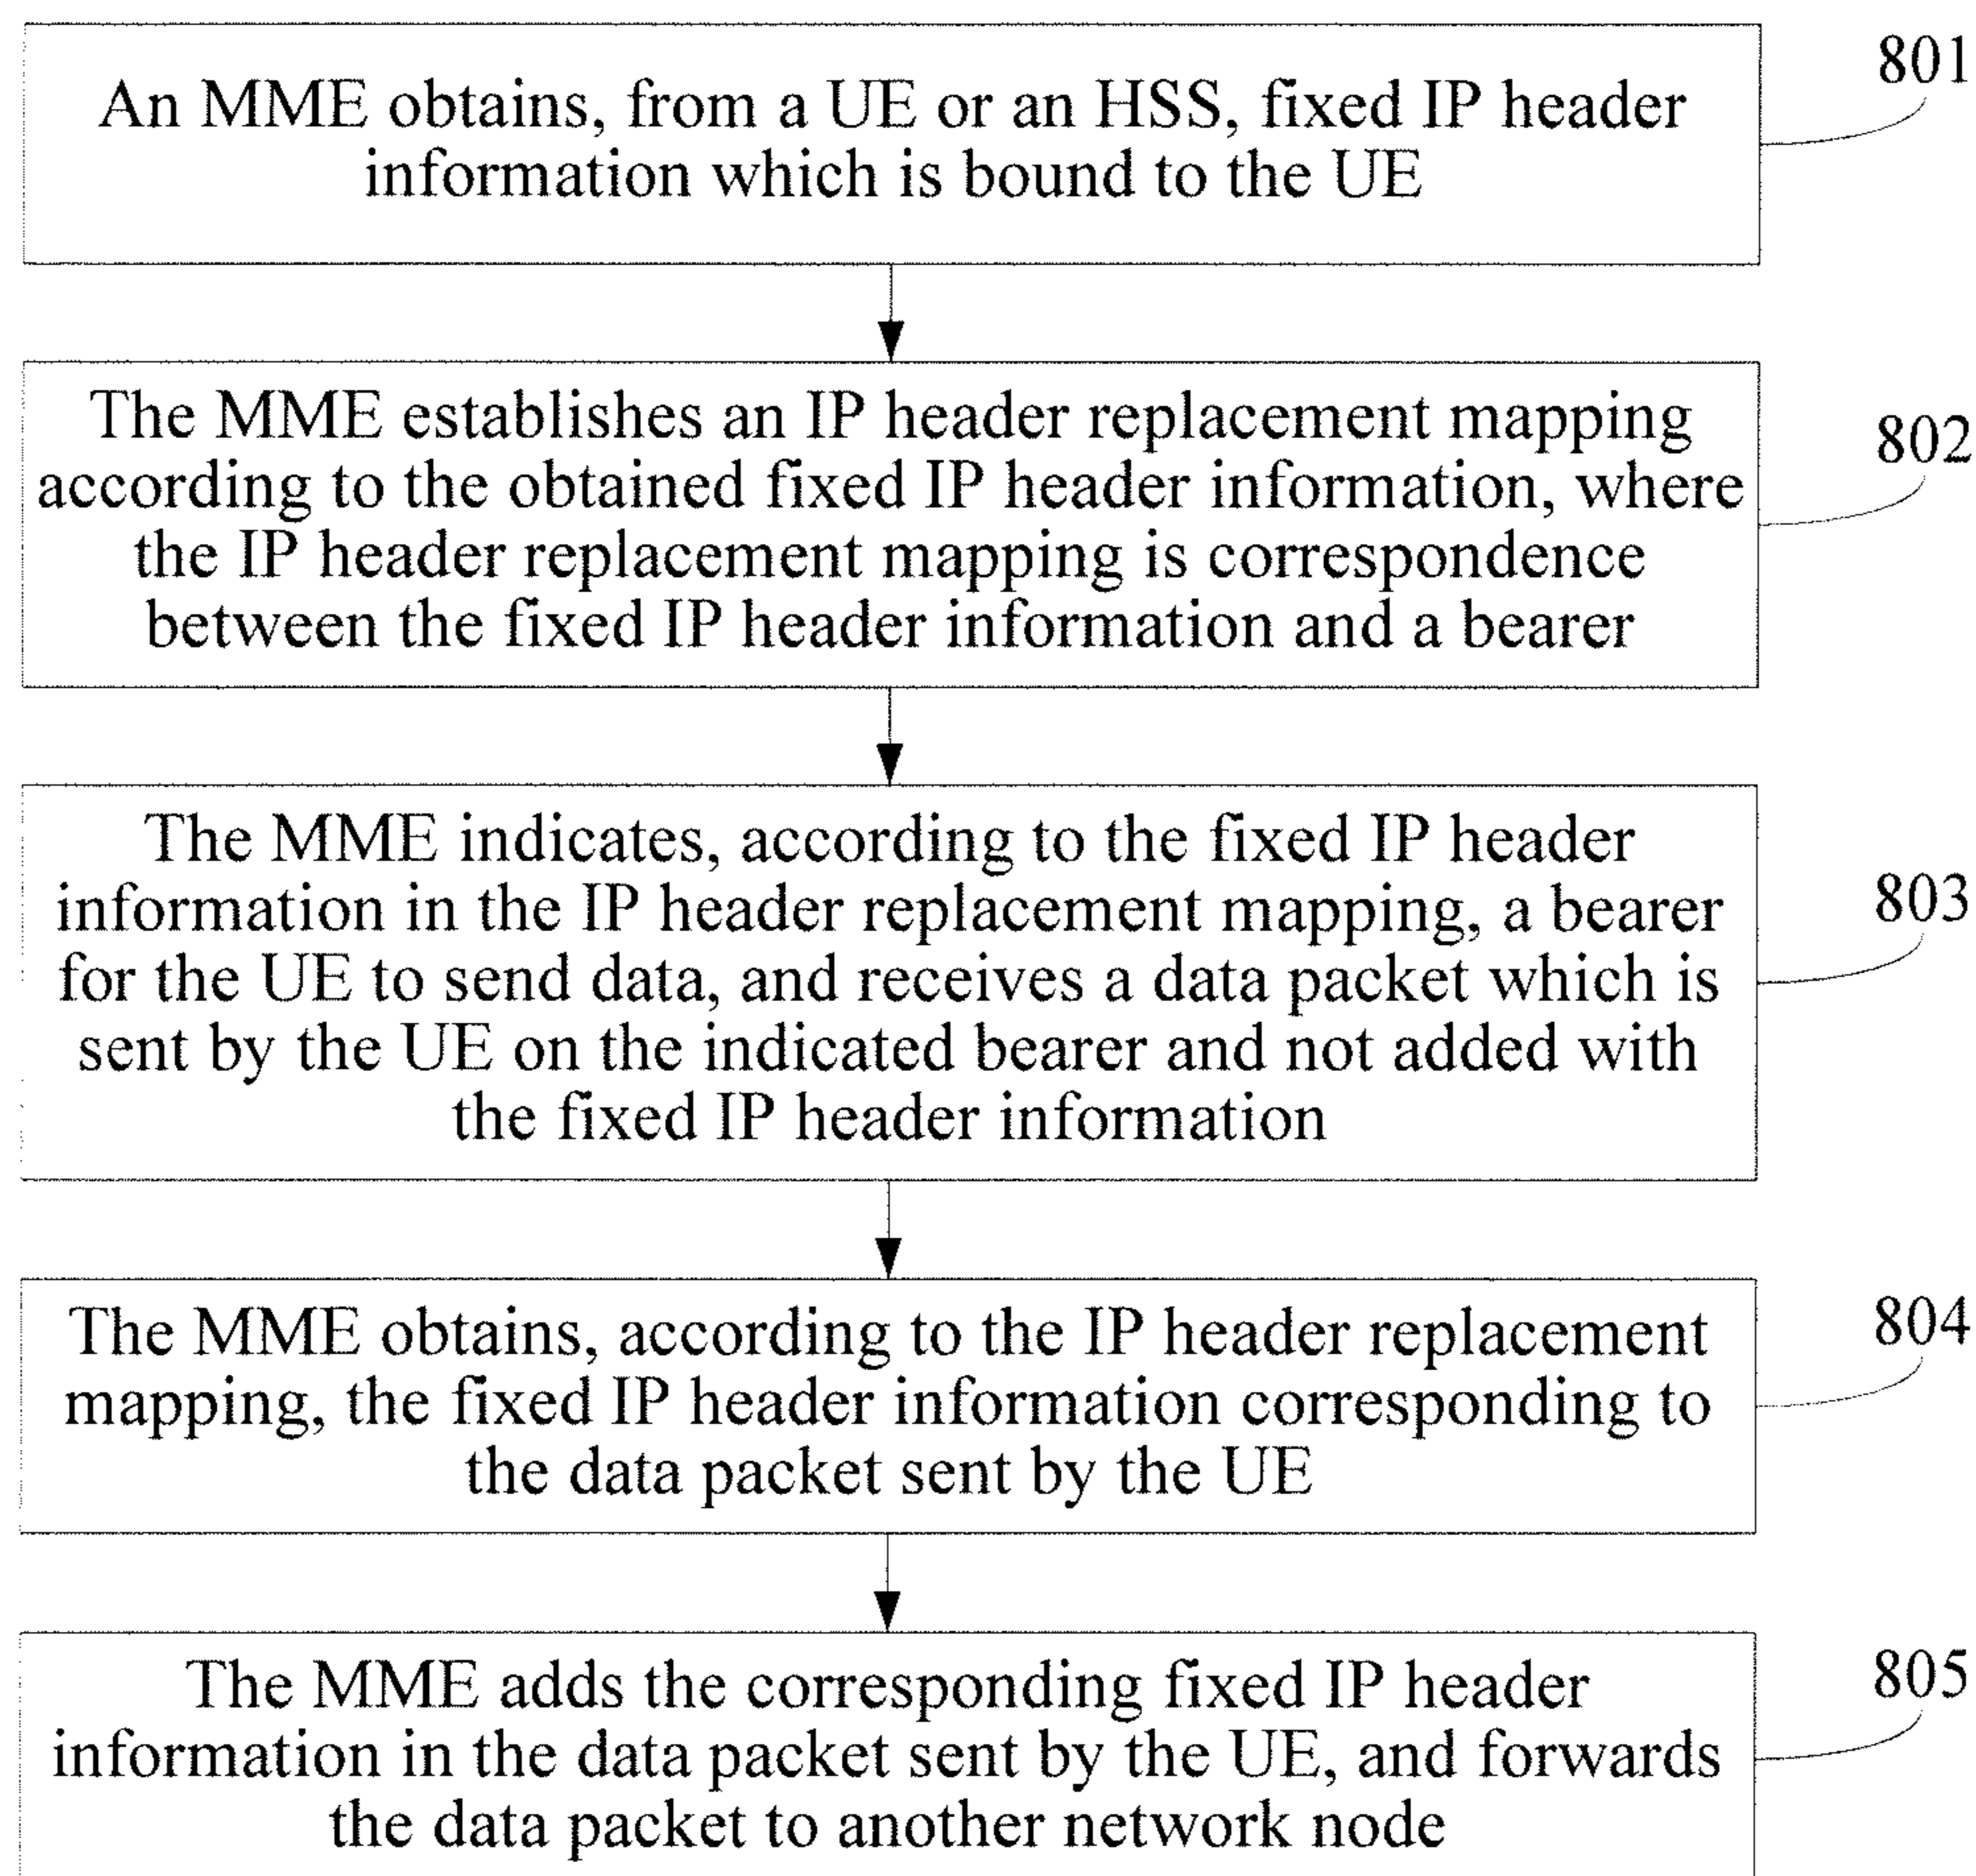 An MME obtains, from a UE or an HSS, fixed IP header
information which is bound to the UE
801
The MME establishes an IP header replacement mapping
according to the obtained fixed IP header information, where
the IP header replacement mapping is correspondence
between the fixed IP header information and a bearer
802
The MME indicates, according to the fixed IP header
information in the IP header replacement mapping, a bearer
for the UE to send data, and receives a data packet which is
sent by the UE on the indicated bearer and not added with
the fixed IP header information
803
The MME obtains, according to the IP header replacement
mapping, the fixed IP header information corresponding to
the data packet sent by the UE
804
The MME adds the corresponding fixed IP header
information in the data packet sent by the UE, and forwards
the data packet to another network node
805